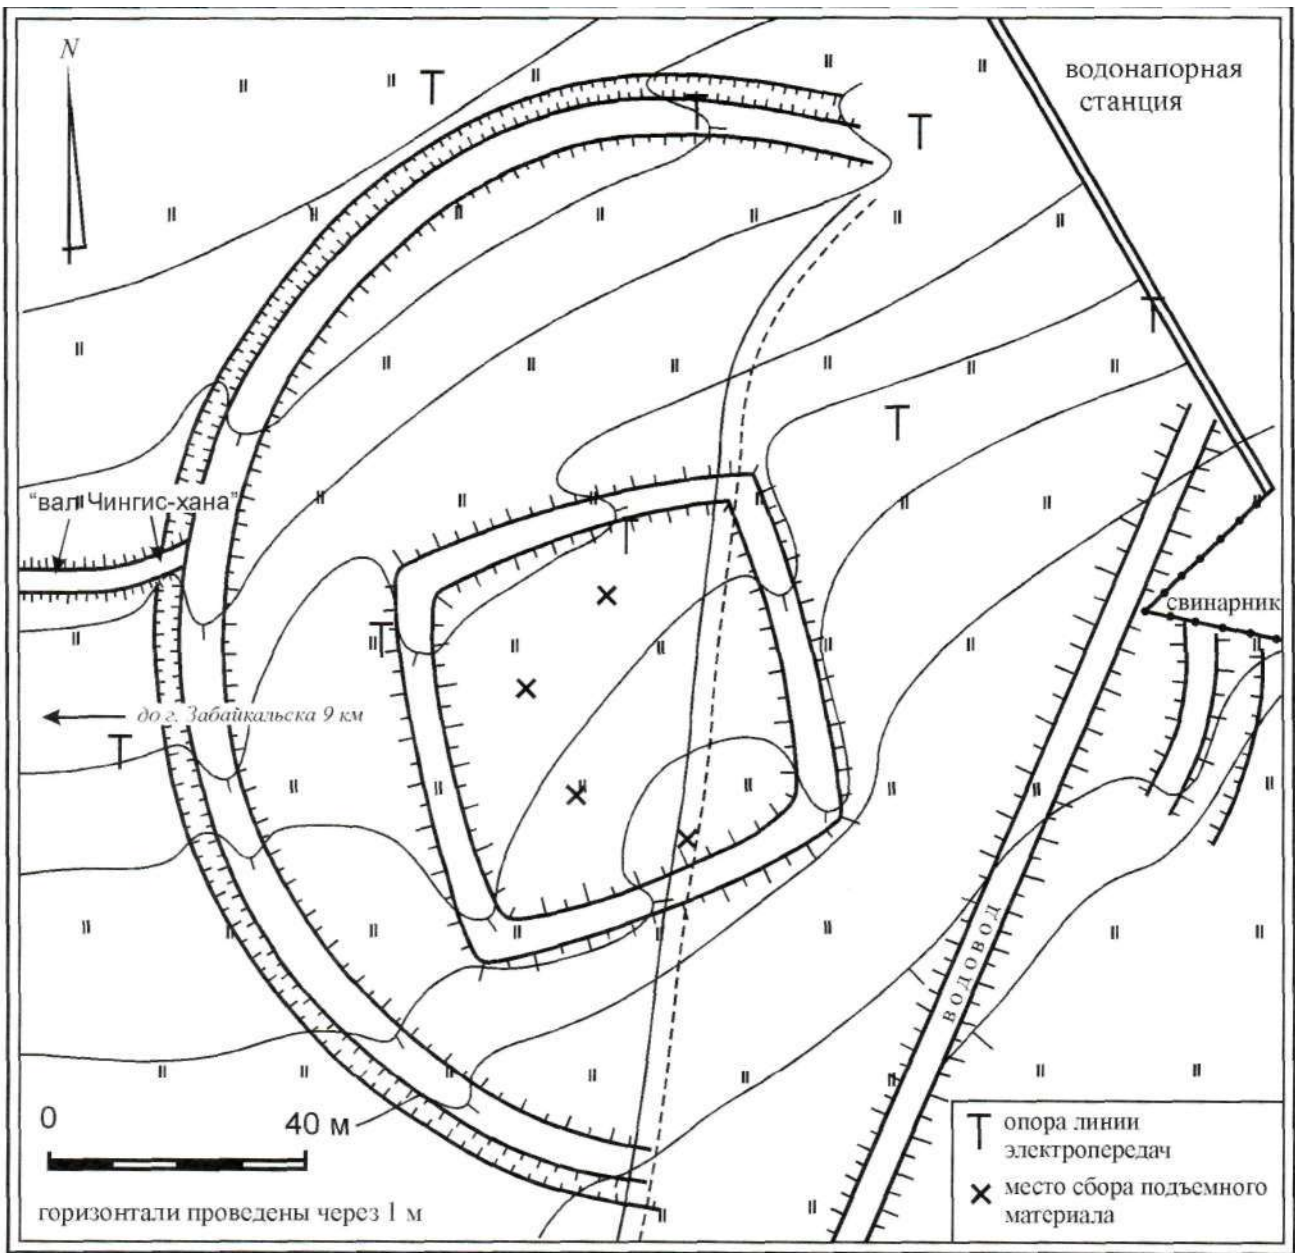 N
водонапорная
станция
“вал Чингис-хана”
свинарник
до г. Забайкальска 9 км
ВОДОВОД
0
40 м
горизонтали проведены через 1 м
опора линии
электропередач
место сбора подъемного
материала